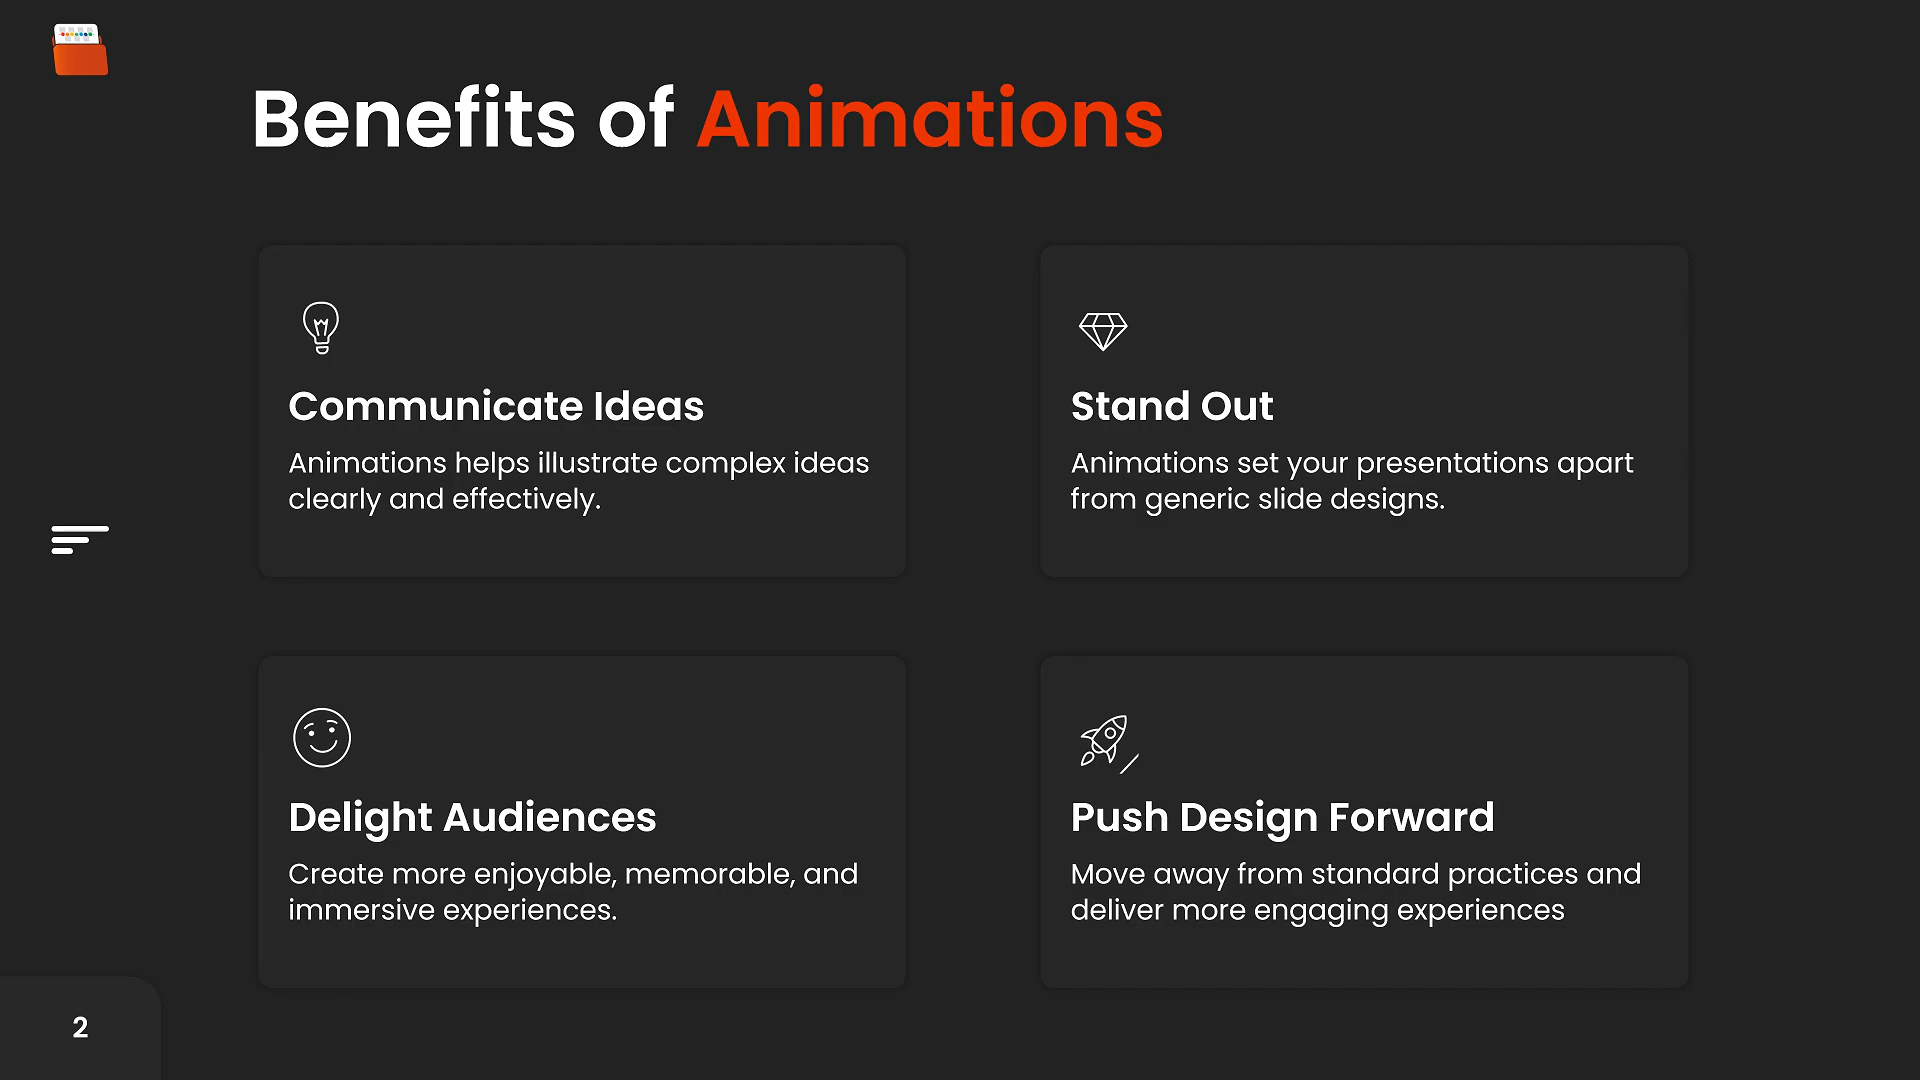 Benefits of Animations
Communicate Ideas
Animations helps illustrate complex ideas
clearly and effectively.
Stand Out
Animations set your presentations apart
from generic slide designs.
Delight Audiences
Create more enjoyable, memorable, and
immersive experiences.
Push Design Forward
Move away from standard practices and
deliver more engaging experiences
2